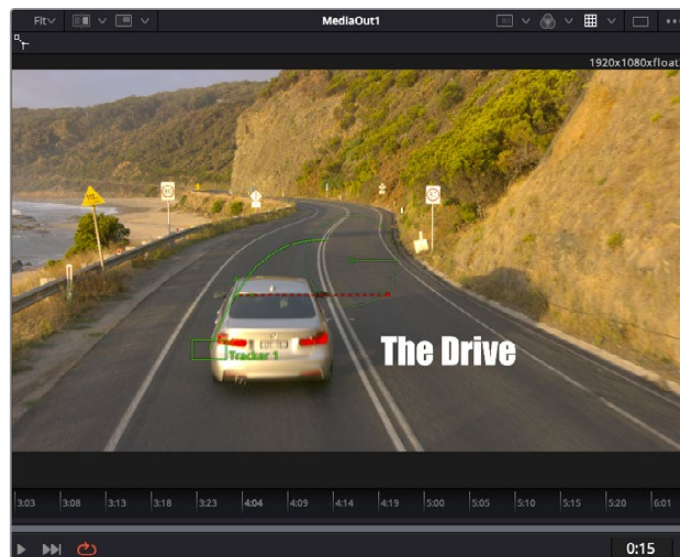 Fit
MediaOut1
1920x1080xfloat
Tracker 1
The Drive
3:03 3:08 3:13 3:18 3:23 4:04 4:09 4:14 4:19 5:00 5:05 5:10 5:15 5:20 6:01
0:15